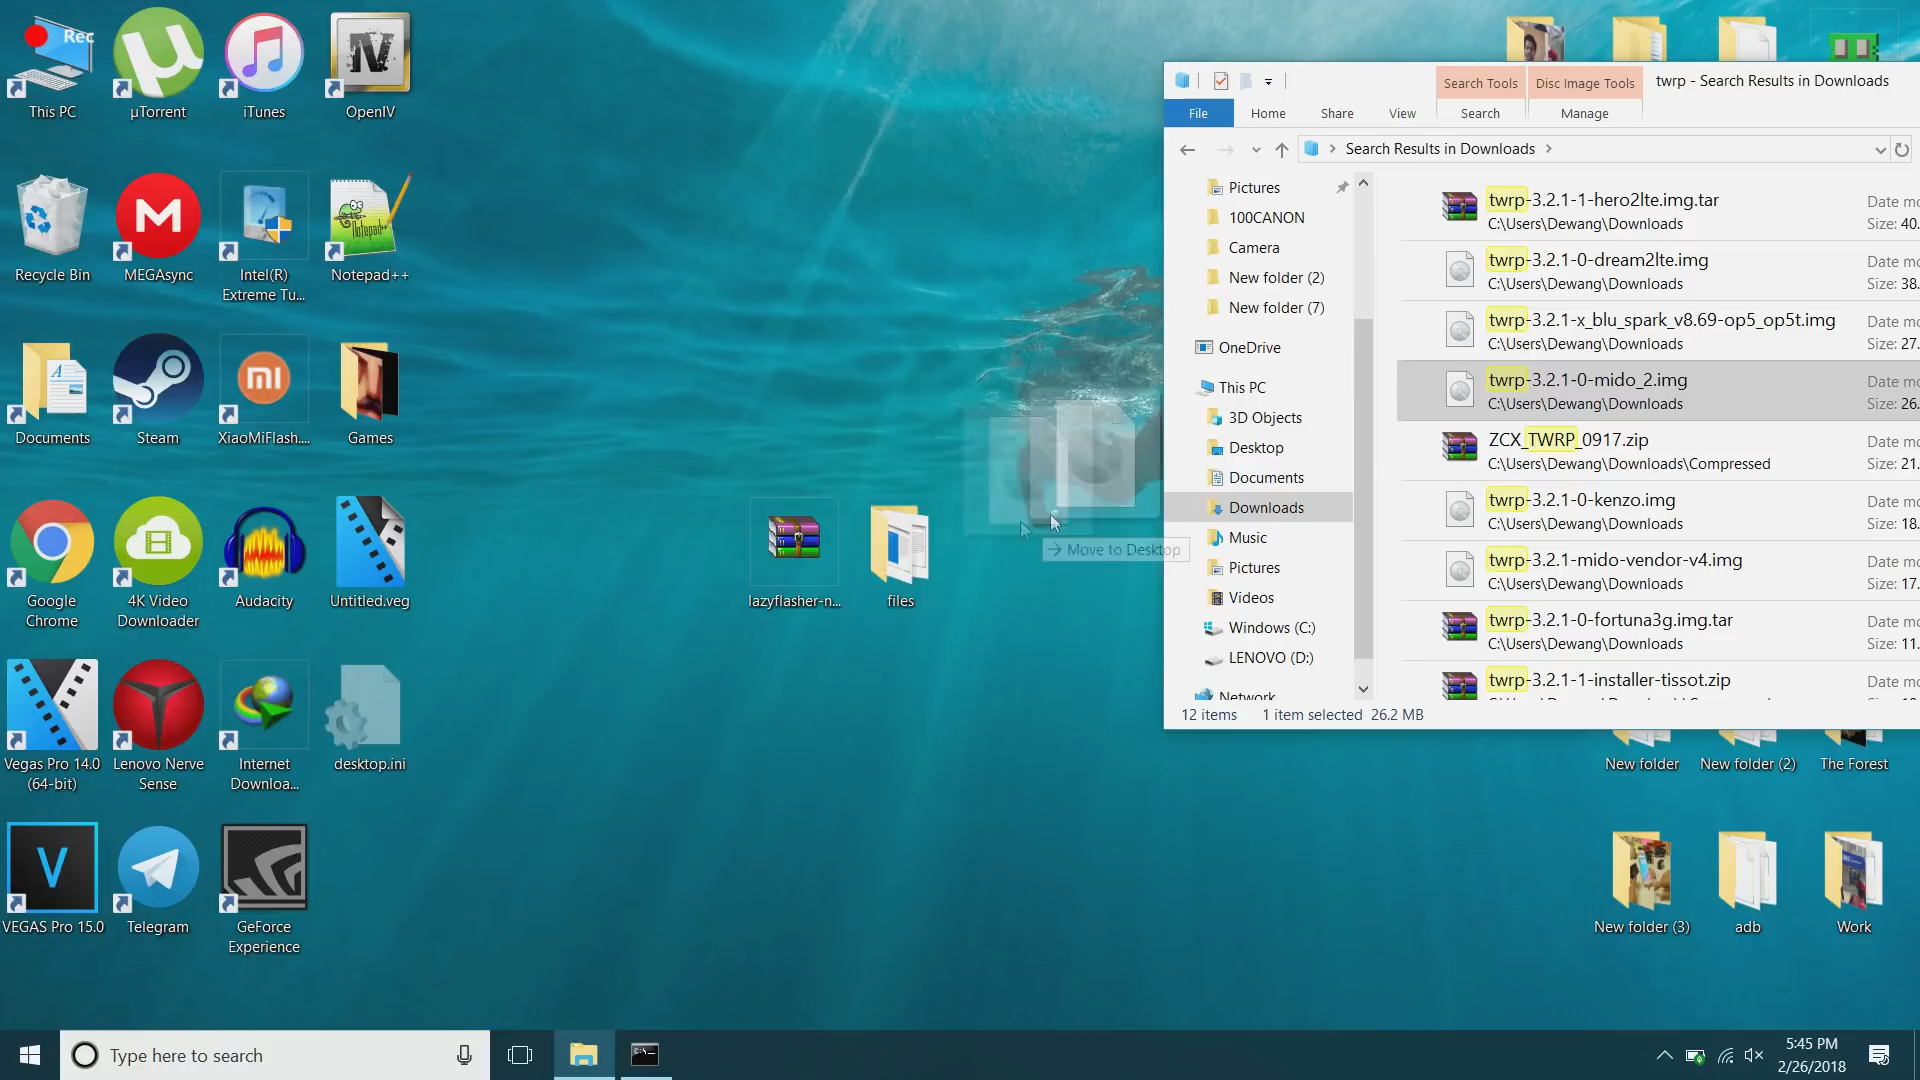 Rec
This PC
µTorrent
iTunes
OpenIV
Recycle Bin
MEGAsync
Intel(R)
Extreme Tu...
Notepad++
Documents
Steam
XiaoMiFlash....
Games
Google
Chrome
4K Video
Downloader
Audacity
Untitled.veg
Vegas Pro 14.0
(64-bit)
Lenovo Nerve
Sense
Internet
Downloa...
desktop.ini
VEGAS Pro 15.0
Telegram
GeForce
Experience
lazyflasher-n...
files
Move to Desktop
Search Tools
Disc Image Tools
twrp - Search Results in Downloads
File
Home
Share
View
Search
Manage
Search Results in Downloads
Pictures
100CANON
Camera
New folder (2)
New folder (7)
OneDrive
This PC
3D Objects
Desktop
Documents
Downloads
Music
Pictures
Videos
Windows (C:)
LENOVO (D:)
Network
twrp-3.2.1-1-hero2lte.img.tar
C:\Users\Dewang\Downloads
Date mo
Size: 40.
twrp-3.2.1-0-dream2lte.img
C:\Users\Dewang\Downloads
Date mo
Size: 38.
twrp-3.2.1-x_blu_spark_v8.69-op5_op5t.img
C:\Users\Dewang\Downloads
Date mo
Size: 27.
twrp-3.2.1-0-mido_2.img
C:\Users\Dewang\Downloads
Date mo
Size: 26.
ZCX_TWRP_0917.zip
C:\Users\Dewang\Downloads\Compressed
Date mo
Size: 21.
twrp-3.2.1-0-kenzo.img
C:\Users\Dewang\Downloads
Date mo
Size: 18.
twrp-3.2.1-mido-vendor-v4.img
C:\Users\Dewang\Downloads
Date mo
Size: 17.
twrp-3.2.1-0-fortuna3g.img.tar
C:\Users\Dewang\Downloads
Date mo
Size: 11.
twrp-3.2.1-1-installer-tissot.zip
Date mo
12 items
1 item selected 26.2 MB
New folder
New folder (2)
The Forest
New folder (3)
adb
Work
Type here to search
5:45 PM
2/26/2018